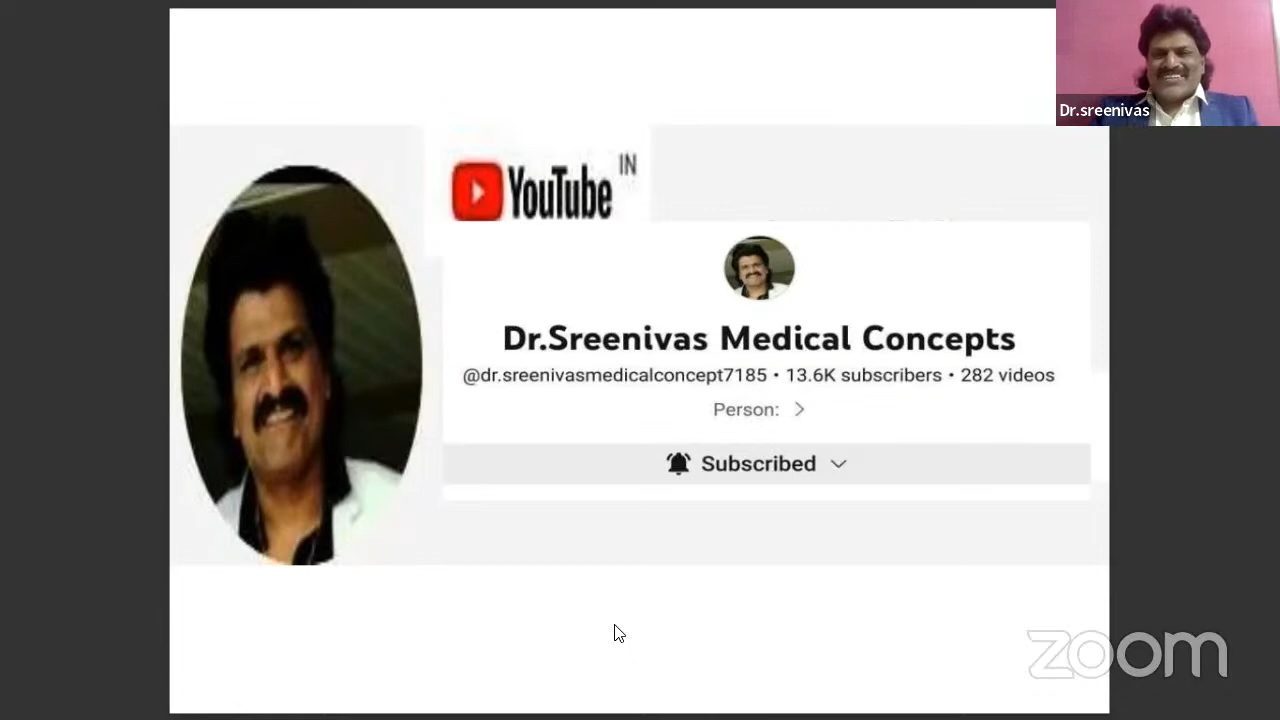 Dr.sreenivas
YouTube IN
Dr.Sreenivas Medical Concepts
@dr.sreenivasmedicalconcept7185 • 13.6K subscribers • 282 videos
Person: >
Subscribed
zoom